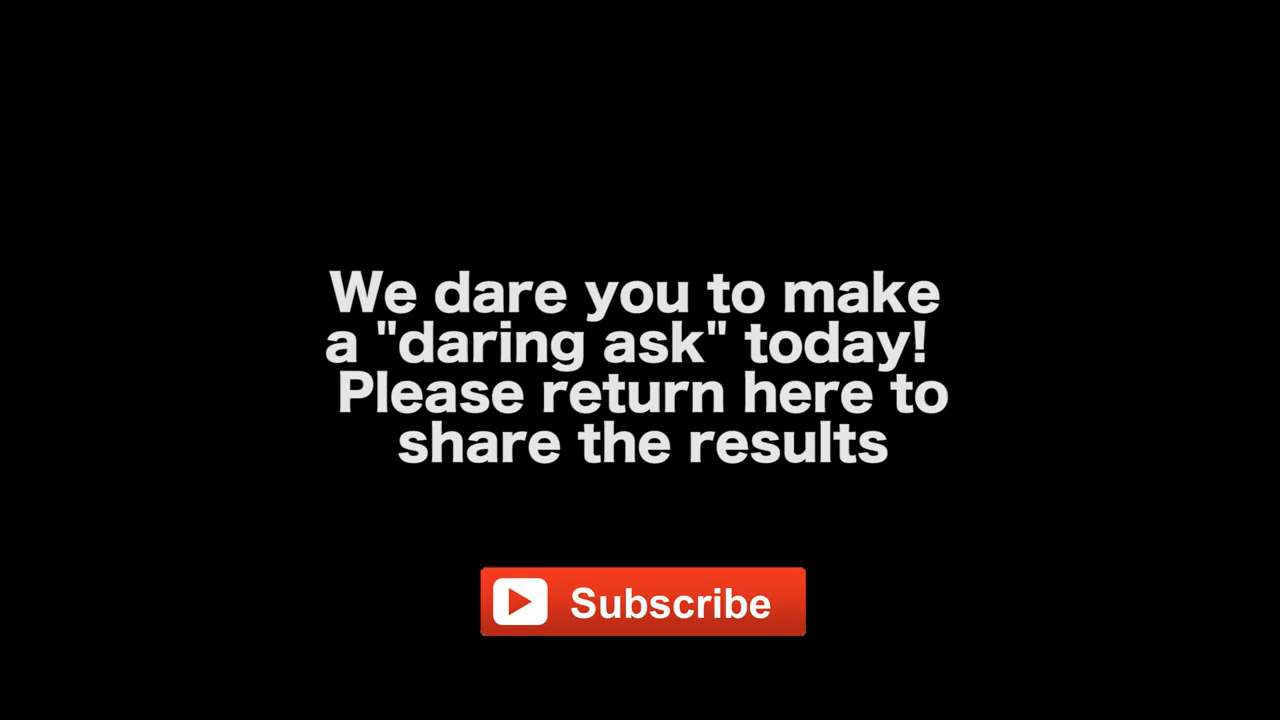 We dare you to make
a "daring ask" today!
Please return here to
share the results
Subscribe